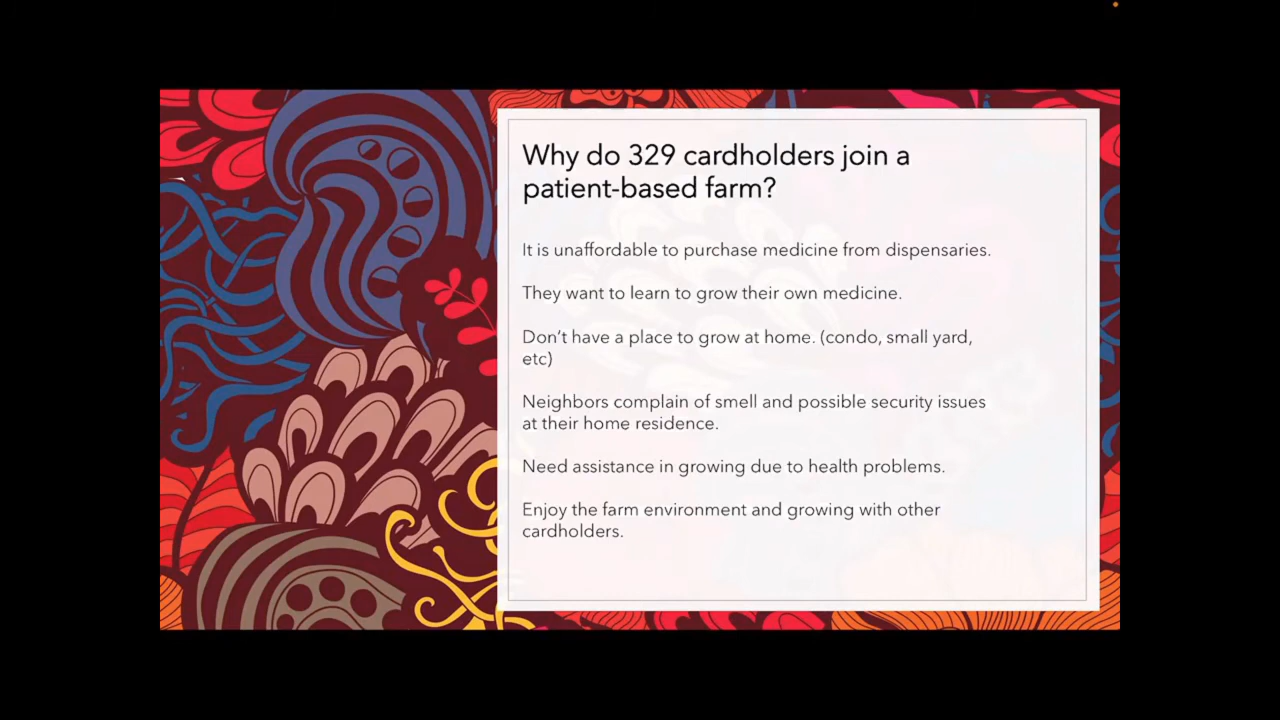 Why do 329 cardholders join a
patient-based farm?
It is unaffordable to purchase medicine from dispensaries.
They want to learn to grow their own medicine.
Don’t have a place to grow at home. (condo, small yard,
etc)
Neighbors complain of smell and possible security issues
at their home residence.
Need assistance in growing due to health problems.
Enjoy the farm environment and growing with other
cardholders.